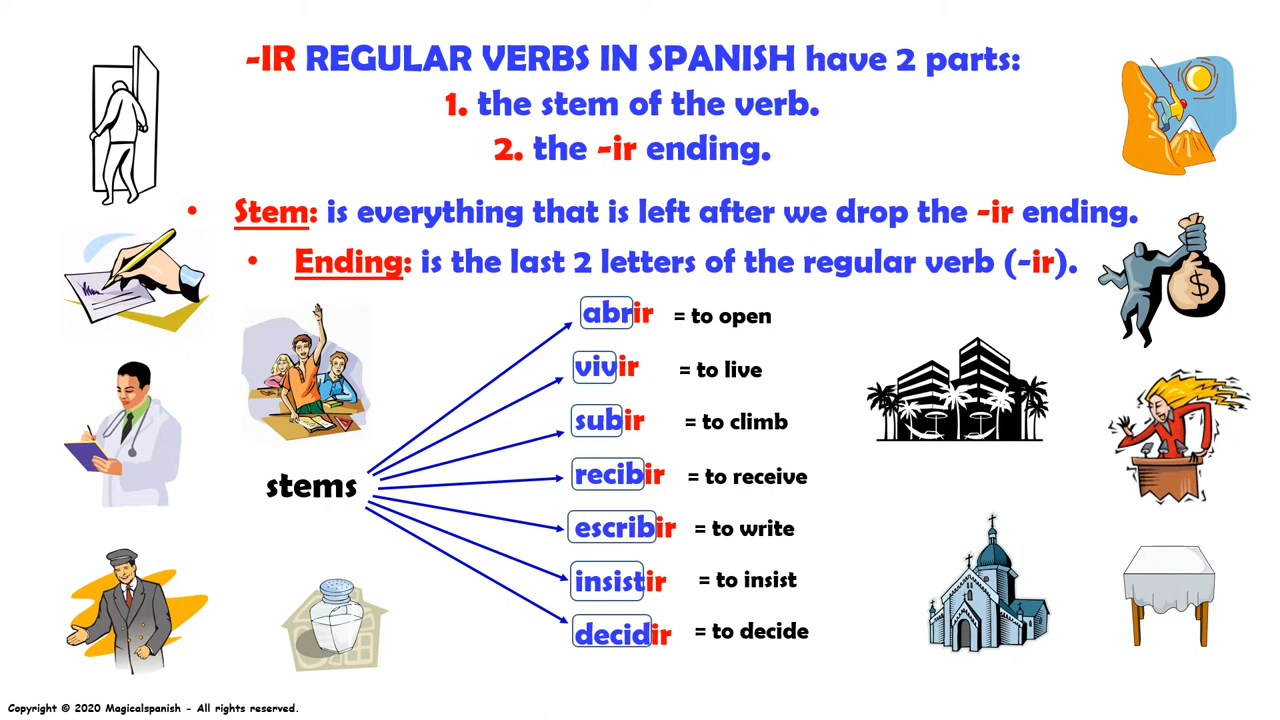 -IR REGULAR VERBS IN SPANISH have 2 parts:
1. the stem of the verb.
2. the -ir ending.
• Stem: is everything that is left after we drop the -ir ending.
• Ending: is the last 2 letters of the regular verb (-ir).
stems
abrir = to open
vivir = to live
subir = to climb
recibir = to receive
escribir = to write
insistir = to insist
decidir = to decide
$
Copyright © 2020 Magicalspanish - All rights reserved.